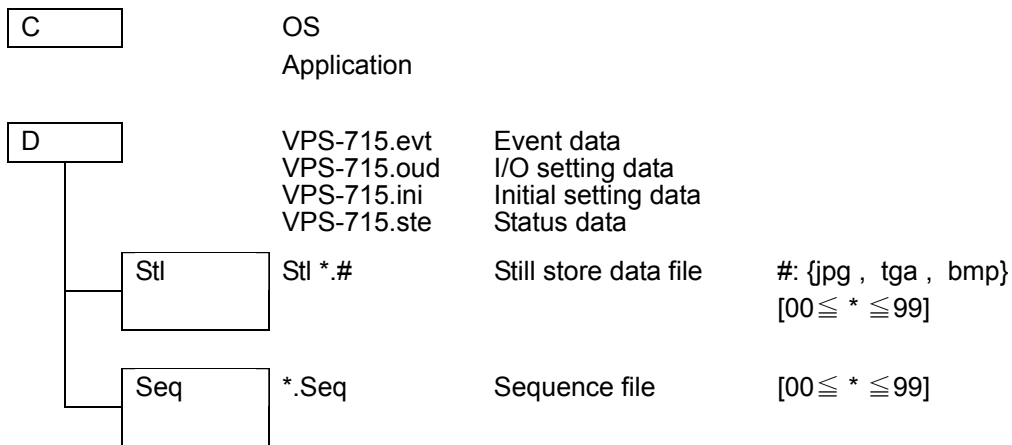 C OS
Application
D VPS-715.evt Event data
VPS-715.oud I/O setting data
VPS-715.ini Initial setting data
VPS-715.ste Status data
Stl Stl *.# Still store data file #: {jpg , tga , bmp}
[00≦ * ≦99]
Seq *.Seq Sequence file [00≦ * ≦99]